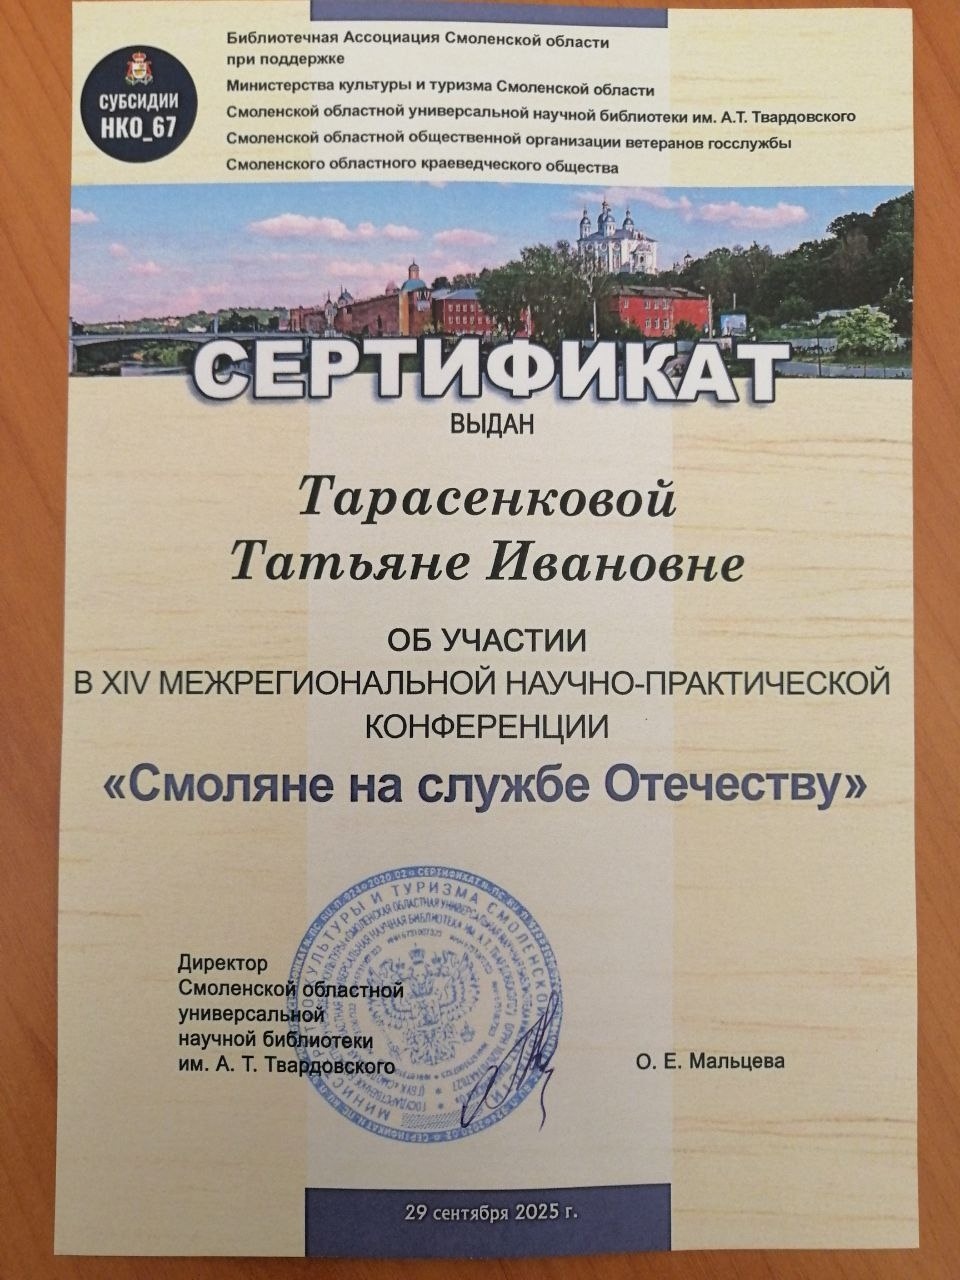 Библиотечная Ассоциация Смоленской области
при поддержке
Министерства культуры и туризма Смоленской области
Смоленской областной универсальной научной библиотеки им. А.Т. Твардовского
Смоленской областной общественной организации ветеранов госслужбы
Смоленского областного краеведческого общества
СУБСИДИИ
НКО_67
СЕРТИФИКАТ
ВЫДАН
Тарасенковой
Татьяне Ивановне
ОБ УЧАСТИИ
В XIV МЕЖРЕГИОНАЛЬНОЙ НАУЧНО-ПРАКТИЧЕСКОЙ
КОНФЕРЕНЦИИ
«Смоляне на службе Отечеству»
Директор
Смоленской областной
универсальной
научной библиотеки
им. А. Т. Твардовского
О. Е. Мальцева
29 сентября 2025 г.